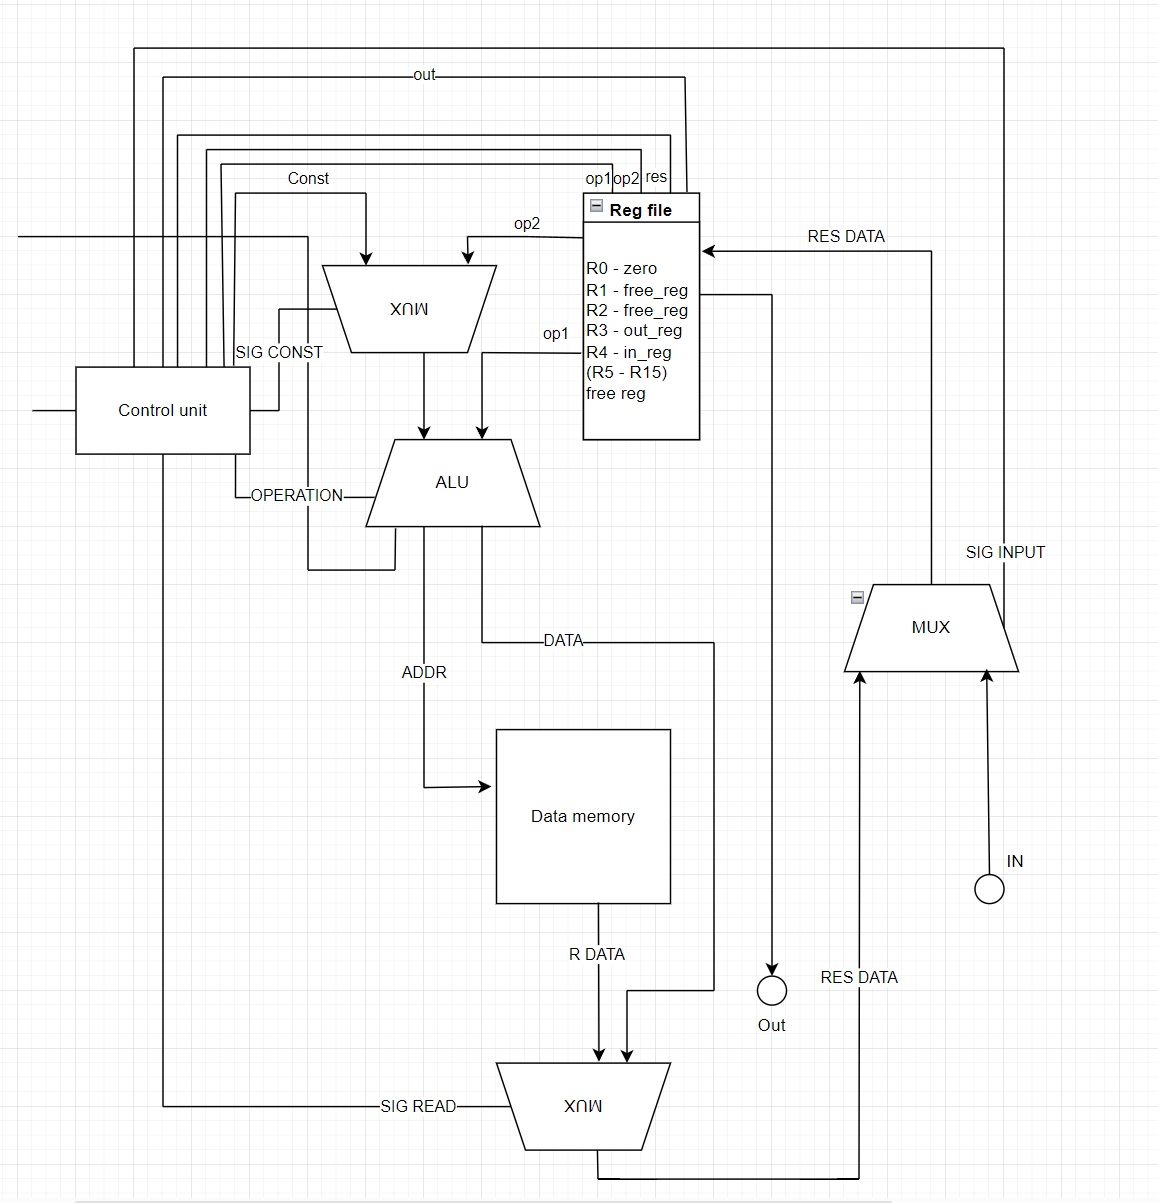 out
Const
op1
op2
res
Reg file
op2
RES DATA
R0 - zero
R1 - free_reg
R2 - free_reg
R3 - out_reg
R4 - in_reg
(R5 - R15)
free reg
MUX
op1
SIG CONST
Control unit
ALU
OPERATION
SIG INPUT
MUX
DATA
ADDR
Data memory
IN
R DATA
RES DATA
Out
SIG READ
MUX